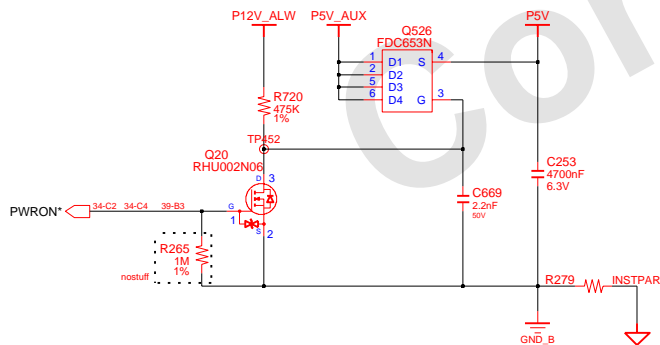 P12V_ALW
P5V_AUX
Q526
FDC653N
P5V
1 D1 S 4
2 D2
5 D3
6 D4 G 3
R720
475K
1%
TP452
Q20
RHU002N06
D 3
C253
4700nF
6.3V
C669
2.2nF
50V
PWRON*
34-C2 34-C4 39-B3
G
1
S
2
R265
1M
1%
nostuff
R279
INSTPAR
GND_B